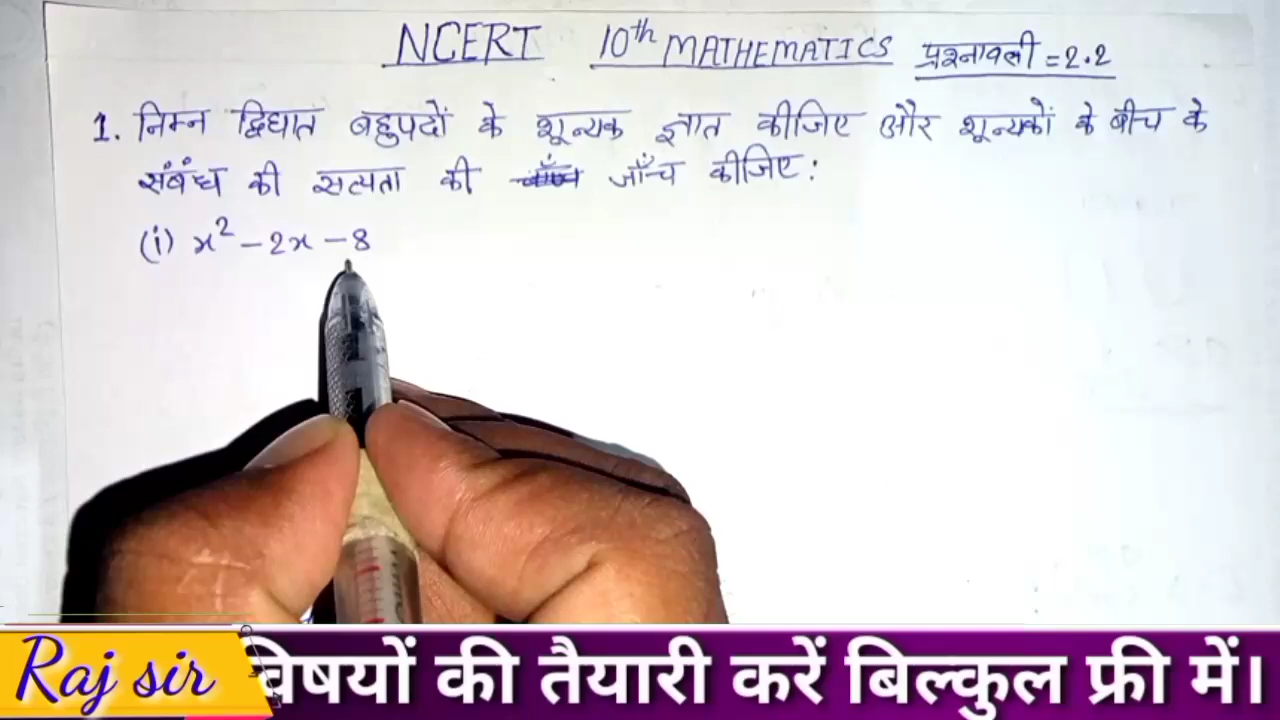 NCERT 10th MATHEMATICS प्रश्नावली = 2.2
1. निम्न द्विघात बहुपदों के शून्यक ज्ञात कीजिए और शून्यकों के बीच के
संबंध की सत्यता की जाँच कीजिए :
(i) x² - 2x - 8
Raj sir विषयों की तैयारी करें बिल्कुल फ्री में।